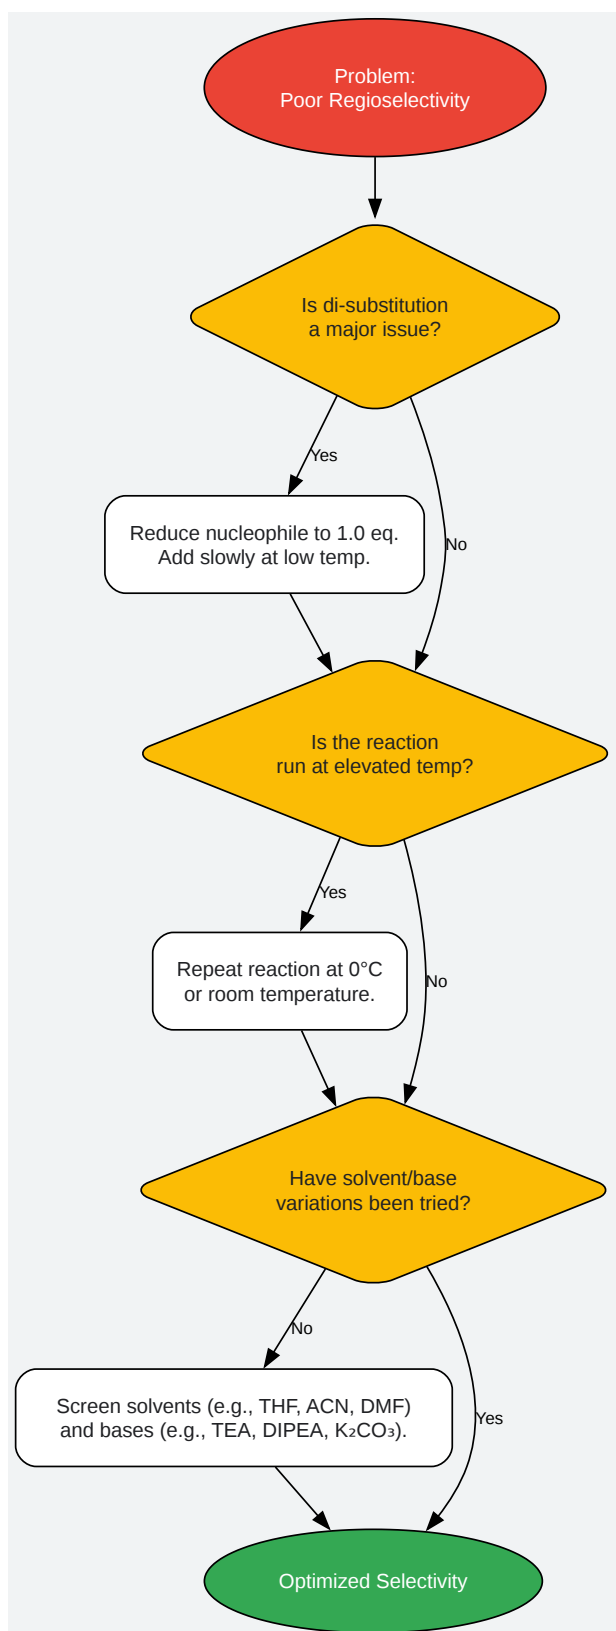 Problem:
Poor Regioselectivity
Is di-substitution
a major issue?
Yes
Reduce nucleophile to 1.0 eq.
Add slowly at low temp.
No
Is the reaction
run at elevated temp?
Yes
Repeat reaction at 0°C
or room temperature.
No
Have solvent/base
variations been tried?
No
Screen solvents (e.g., THF, ACN, DMF)
and bases (e.g., TEA, DIPEA, K₂CO₃).
Yes
Optimized Selectivity